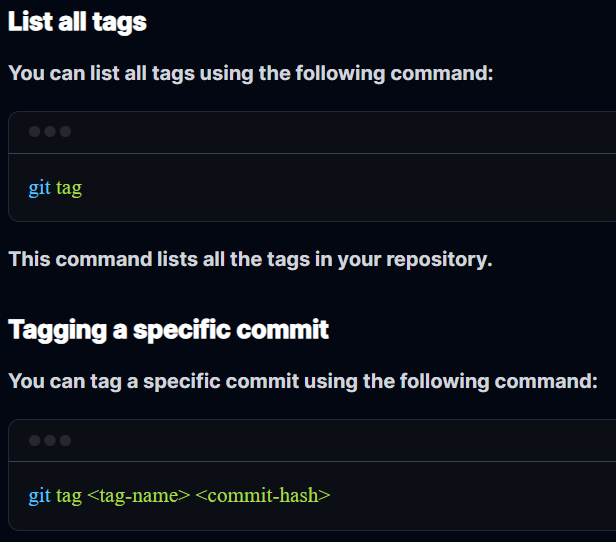 List all tags
You can list all tags using the following command:
git tag
This command lists all the tags in your repository.
Tagging a specific commit
You can tag a specific commit using the following command:
git tag <tag-name> <commit-hash>